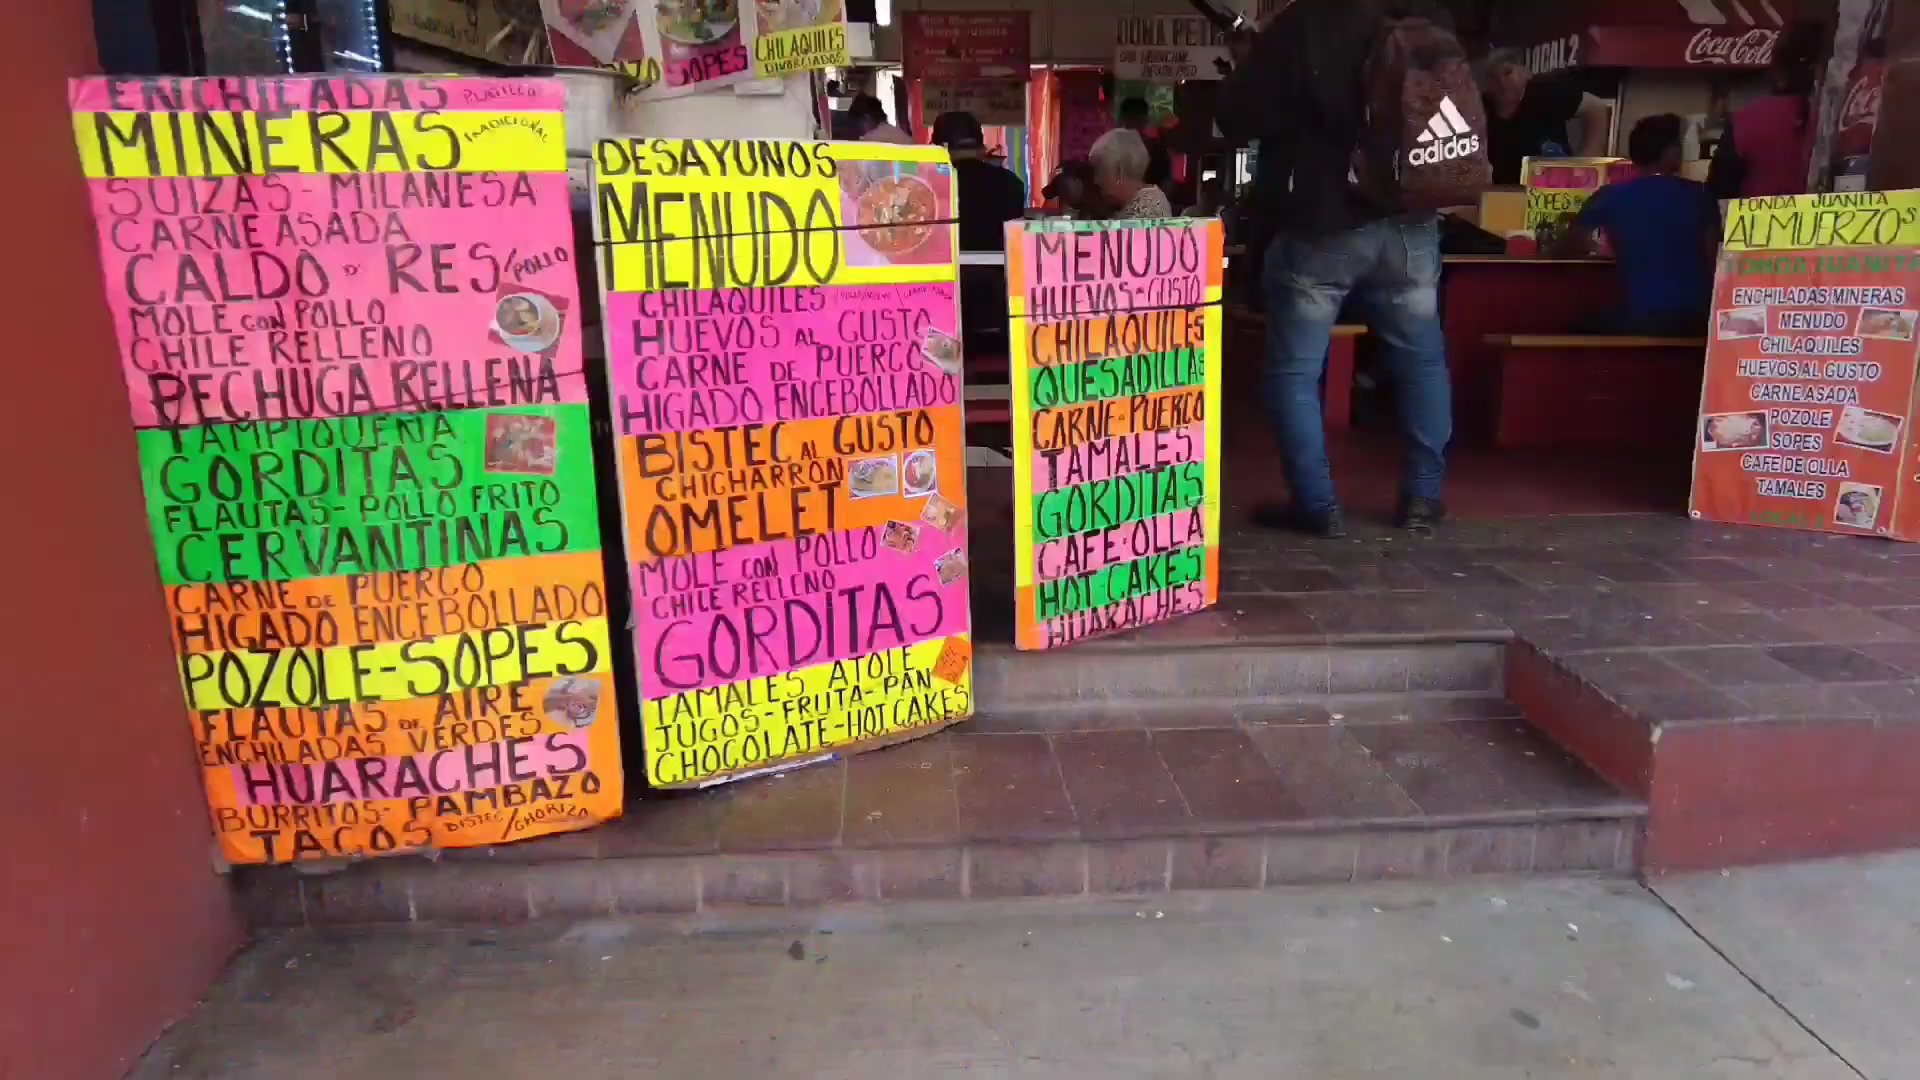 ENCHILADAS PLATILLO
MINERAS TRADICIONAL
SUIZAS - MILANESA
CARNE ASADA
CALDO D RES/POLLO
MOLE CON POLLO
CHILE RELLENO
PECHUGA RELLENA
TAMPIQUEÑA
GORDITAS
FLAUTAS - POLLO FRITO
CERVANTINAS
CARNE DE PUERCO
HIGADO ENCEBOLLADO
POZOLE-SOPES
FLAUTAS DE AIRE
ENCHILADAS VERDES
HUARACHES
BURRITOS - PAMBAZO
TACOS BISTEC/CHORIZO
DESAYUNOS
MENUDO
CHILAQUILES
HUEVOS AL GUSTO
CARNE DE PUERCO
HIGADO ENCEBOLLADO
BISTEC AL GUSTO
CHICHARRON
OMELET
MOLE CON POLLO
CHILE RELLENO
GORDITAS
TAMALES ATOLE
JUGOS - FRUTA - PAN
CHOCOLATE - HOT CAKES
MENUDO
HUEVOS - GUSTO
CHILAQUILES
QUESADILLAS
CARNE PUERCO
TAMALES
GORDITAS
CAFE OLLA
HOT CAKES
HUARACHES
FONDA JUANITA
ALMUERZOS
FONDA JUANITA
ENCHILADAS MINERAS
MENUDO
CHILAQUILES
HUEVOS AL GUSTO
CARNE ASADA
POZOLE
SOPES
CAFE DE OLLA
TAMALES
LOCAL 2
SOPES
CHILAQUILES
DIVORCIADOS
LOCAL 2
Coca-Cola
adidas
SOPES